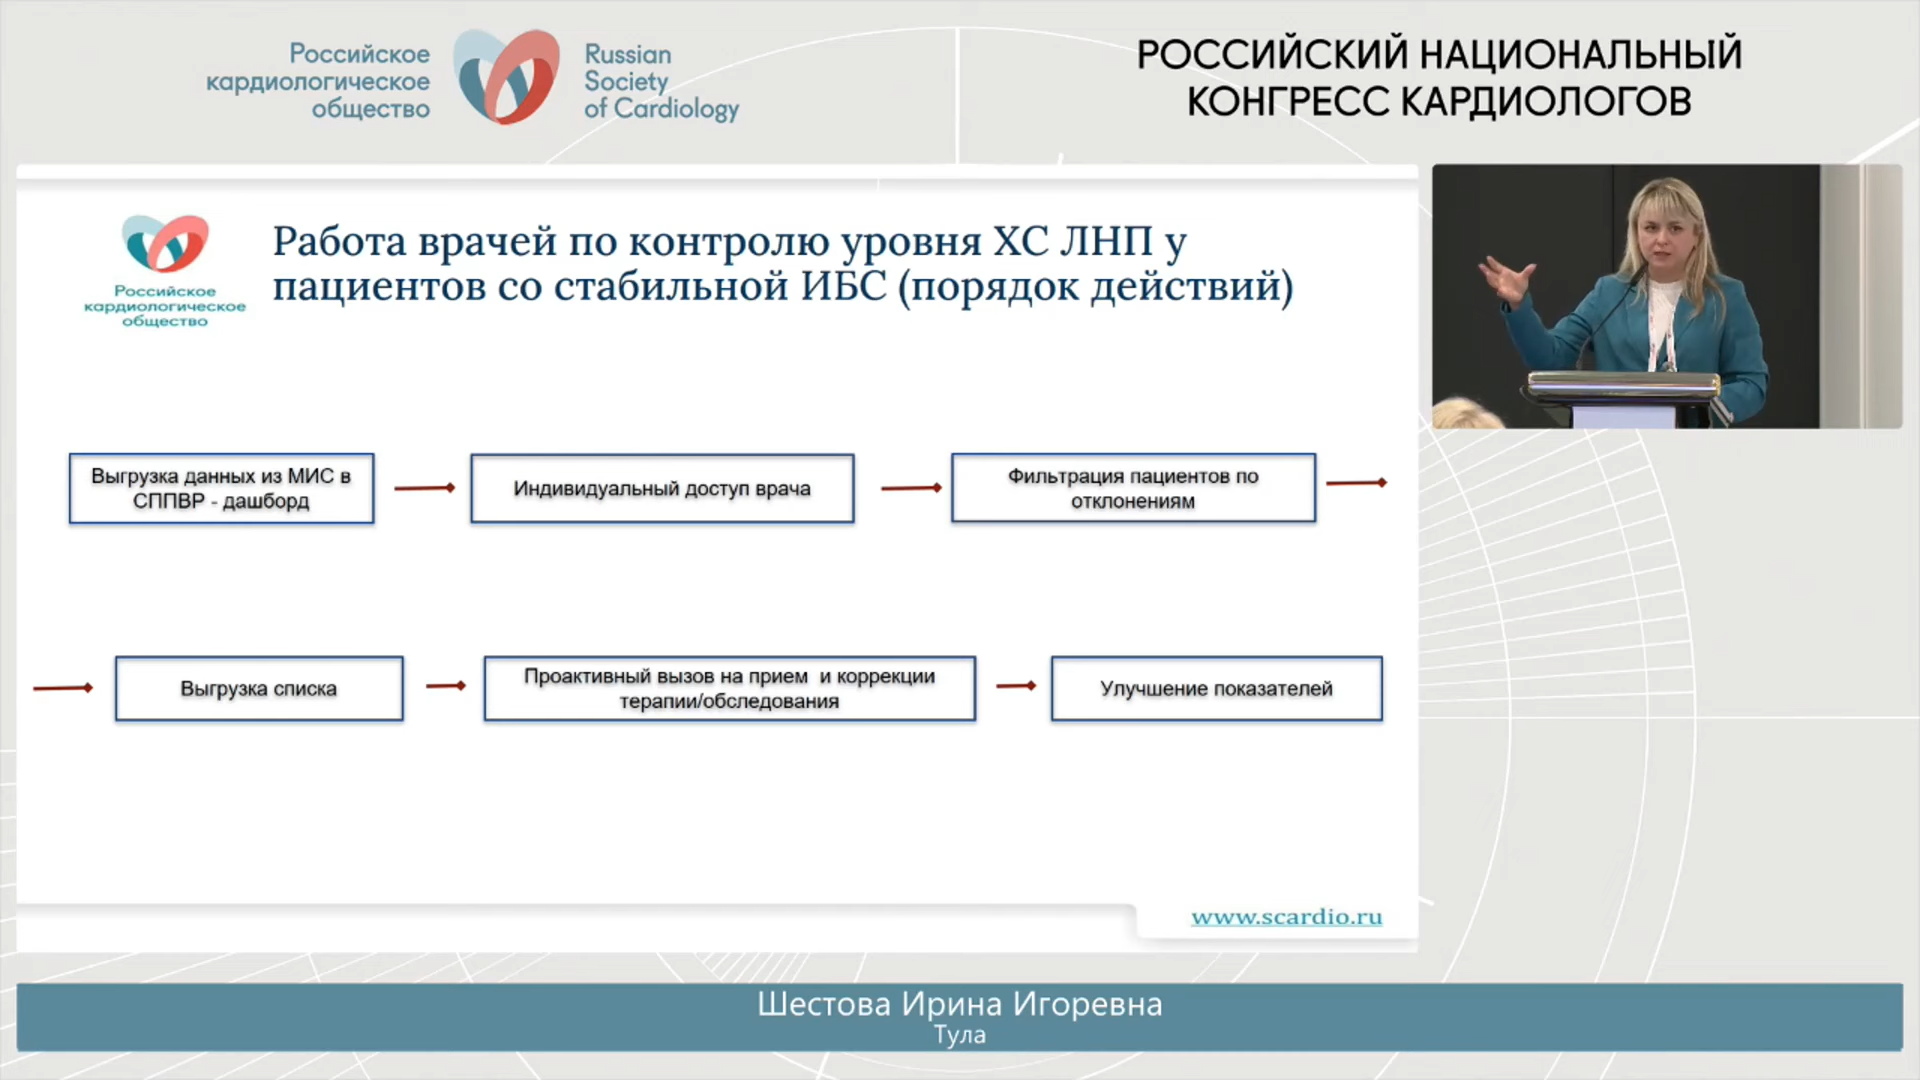 Российское
кардиологическое
общество
Russian
Society
of Cardiology
РОССИЙСКИЙ НАЦИОНАЛЬНЫЙ
КОНГРЕСС КАРДИОЛОГОВ
Российское
кардиологическое
общество
Работа врачей по контролю уровня ХС ЛНП у
пациентов со стабильной ИБС (порядок действий)
Выгрузка данных из МИС в
СППВР - дашборд
Индивидуальный доступ врача
Фильтрация пациентов по
отклонениям
Выгрузка списка
Проактивный вызов на прием и коррекции
терапии/обследования
Улучшение показателей
www.scardio.ru
Шестова Ирина Игоревна
Тула